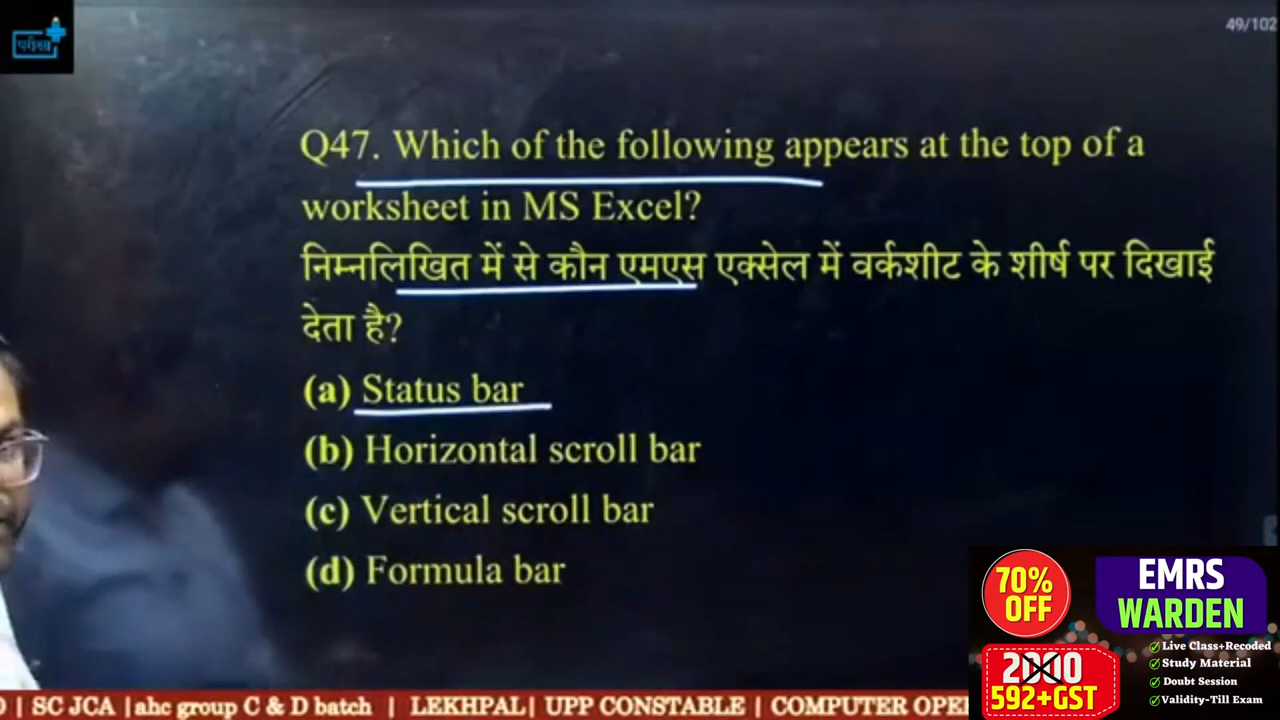 परीक्षा
49/102
Q47. Which of the following appears at the top of a
worksheet in MS Excel?
निम्नलिखित में से कौन एमएस एक्सेल में वर्कशीट के शीर्ष पर दिखाई
देता है?
(a) Status bar
(b) Horizontal scroll bar
(c) Vertical scroll bar
(d) Formula bar
70%
OFF
EMRS
WARDEN
2000
592+GST
Live Class+Recoded
Study Material
Doubt Session
Validity-Till Exam
| SC JCA |ahc group C & D batch | LEKHPAL| UPP CONSTABLE | COMPUTER OPE